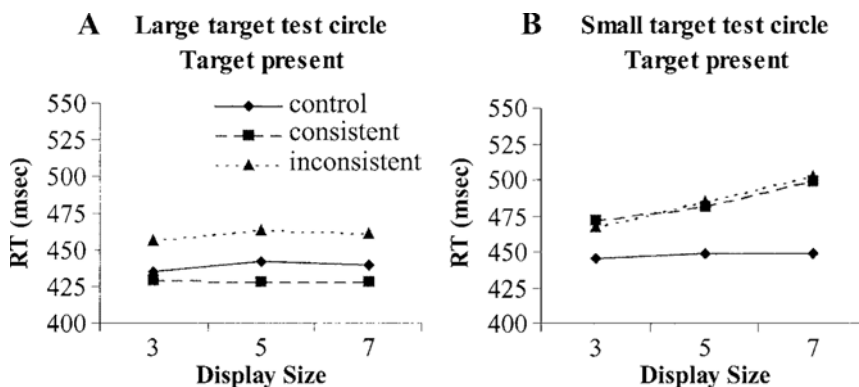 A Large target test circle
Target present
550
525
500
475
450
425
400
RT (msec)
control
consistent
inconsistent
3 5 7
Display Size
B Small target test circle
Target present
550
525
500
475
450
425
400
RT (msec)
3 5 7
Display Size